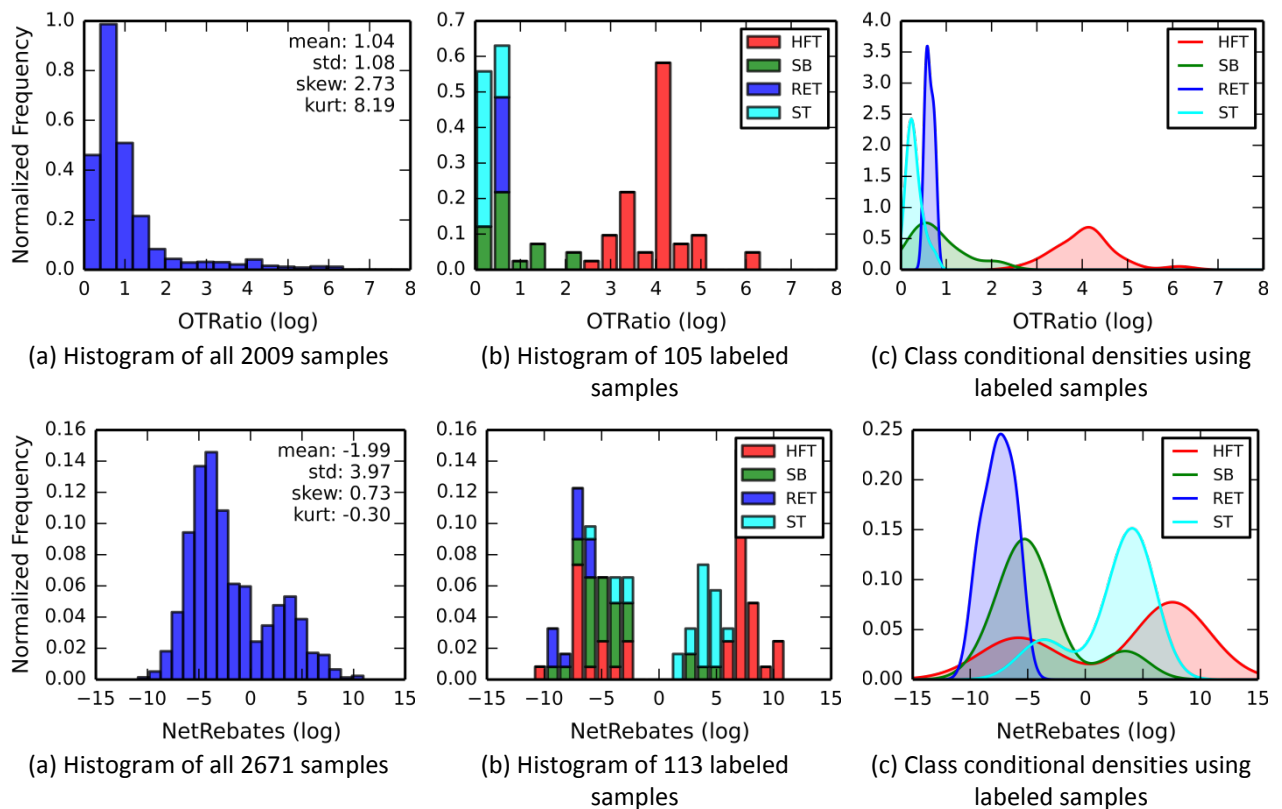 mean: 1.04
std: 1.08
skew: 2.73
kurt: 8.19
Normalized Frequency
1.0
0.8
0.6
0.4
0.2
0.0
0 1 2 3 4 5 6 7 8
OTRatio (log)
(a) Histogram of all 2009 samples
HFT
SB
RET
ST
0.7
0.6
0.5
0.4
0.3
0.2
0.1
0.0
0 1 2 3 4 5 6 7 8
OTRatio (log)
(b) Histogram of 105 labeled
samples
HFT
SB
RET
ST
4.0
3.5
3.0
2.5
2.0
1.5
1.0
0.5
0.0
0 1 2 3 4 5 6 7 8
OTRatio (log)
(c) Class conditional densities using
labeled samples
mean: -1.99
std: 3.97
skew: 0.73
kurt: -0.30
Normalized Frequency
0.16
0.14
0.12
0.10
0.08
0.06
0.04
0.02
0.00
−15 −10 −5 0 5 10 15
NetRebates (log)
(a) Histogram of all 2671 samples
HFT
SB
RET
ST
0.16
0.14
0.12
0.10
0.08
0.06
0.04
0.02
0.00
−15 −10 −5 0 5 10 15
NetRebates (log)
(b) Histogram of 113 labeled
samples
HFT
SB
RET
ST
0.25
0.20
0.15
0.10
0.05
0.00
−15 −10 −5 0 5 10 15
NetRebates (log)
(c) Class conditional densities using
labeled samples